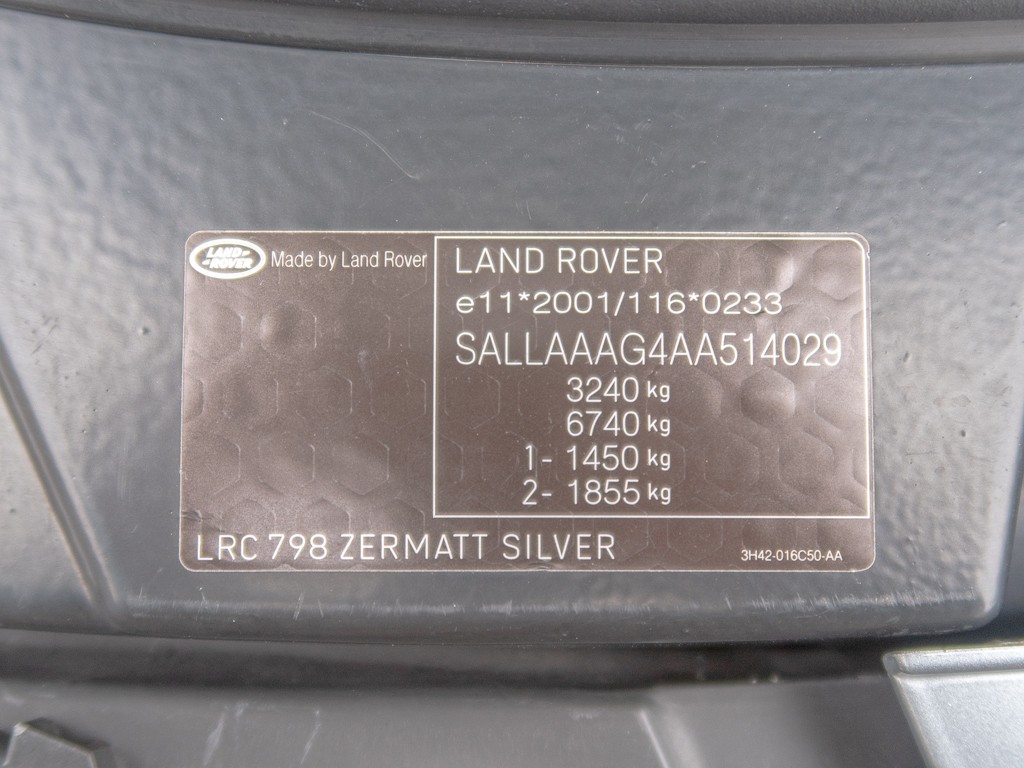 LAND ROVER
Made by Land Rover
LAND ROVER
e11*2001/116*0233
SALLAAAG4AA514029
3240 kg
6740 kg
1- 1450 kg
2- 1855 kg
LRC 798 ZERMATT SILVER
3H42-016C50-AA